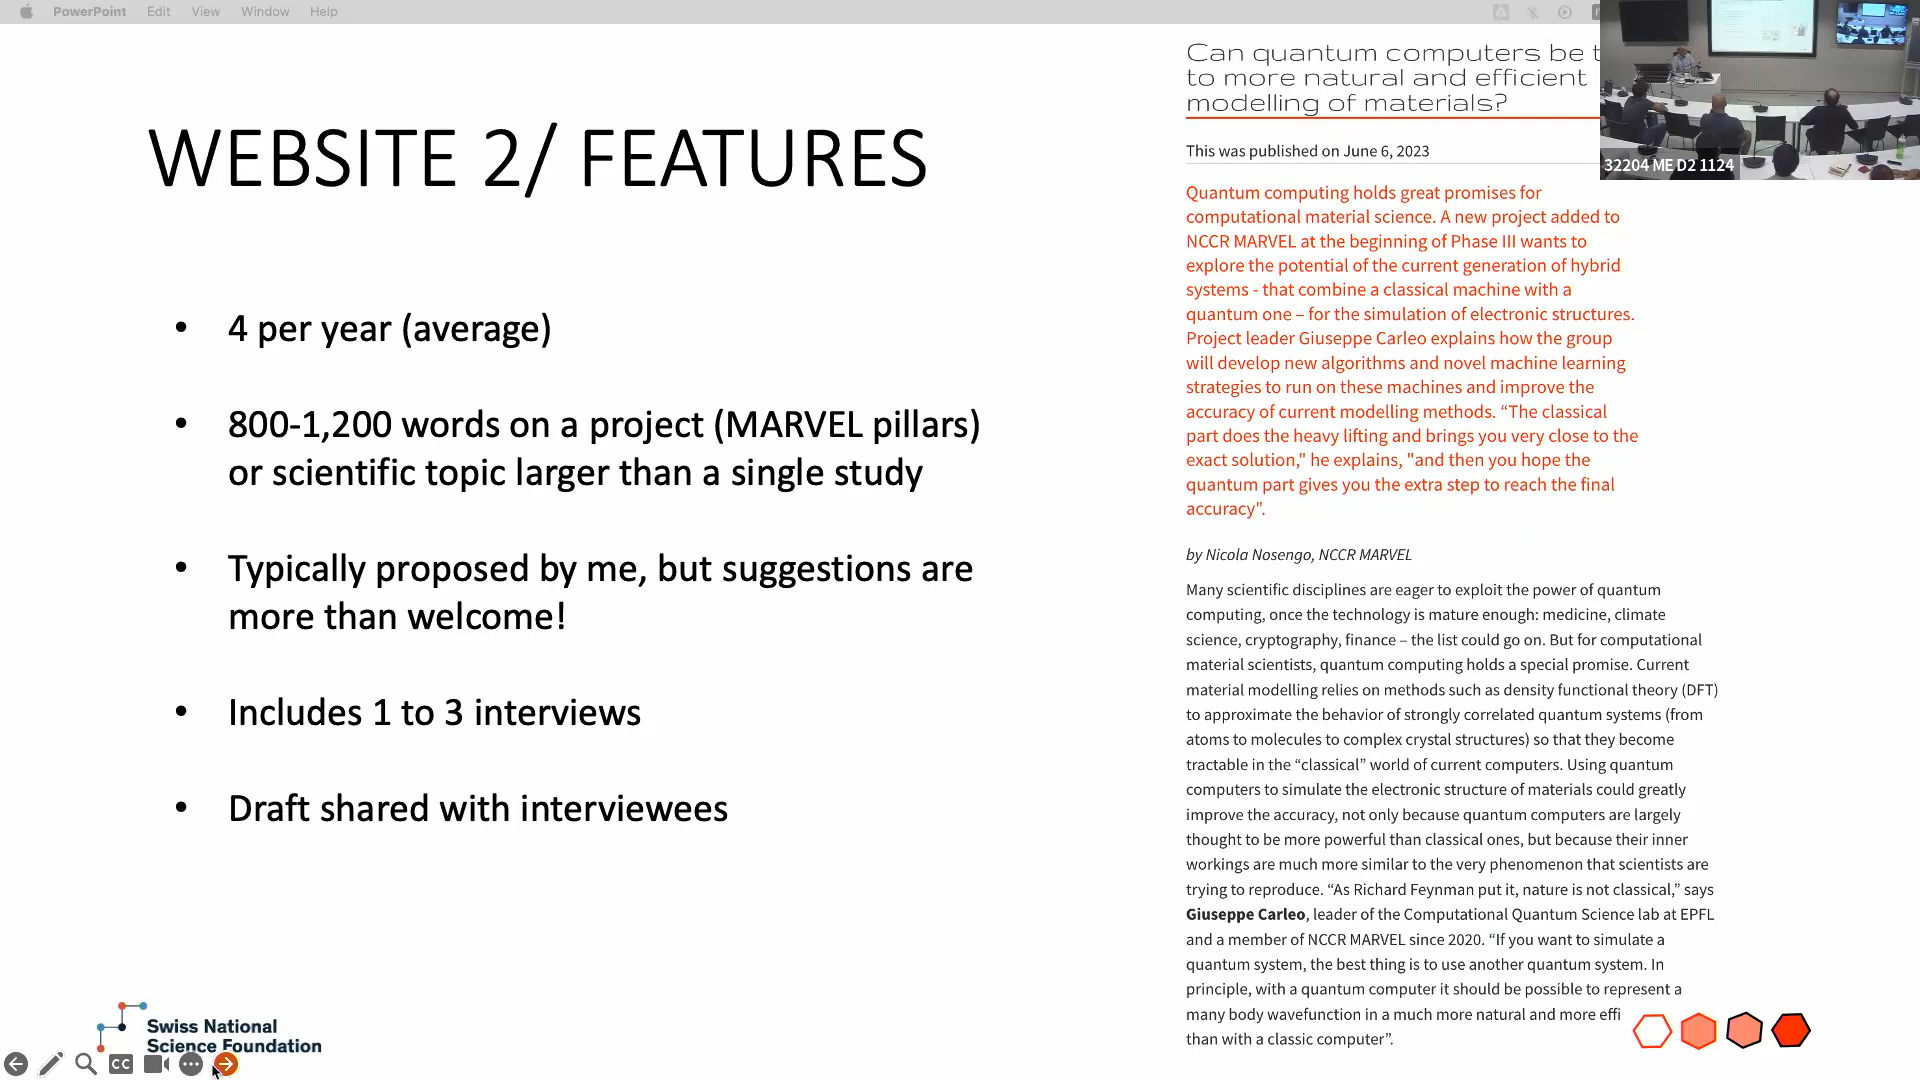 PowerPoint Edit View Window Help
WEBSITE 2/ FEATURES
• 4 per year (average)
• 800-1,200 words on a project (MARVEL pillars)
or scientific topic larger than a single study
• Typically proposed by me, but suggestions are
more than welcome!
• Includes 1 to 3 interviews
• Draft shared with interviewees
Swiss National
Science Foundation
CC
Can quantum computers be t
to more natural and efficient
modelling of materials?
This was published on June 6, 2023
Quantum computing holds great promises for
computational material science. A new project added to
NCCR MARVEL at the beginning of Phase III wants to
explore the potential of the current generation of hybrid
systems - that combine a classical machine with a
quantum one – for the simulation of electronic structures.
Project leader Giuseppe Carleo explains how the group
will develop new algorithms and novel machine learning
strategies to run on these machines and improve the
accuracy of current modelling methods. “The classical
part does the heavy lifting and brings you very close to the
exact solution," he explains, "and then you hope the
quantum part gives you the extra step to reach the final
accuracy".
by Nicola Nosengo, NCCR MARVEL
Many scientific disciplines are eager to exploit the power of quantum
computing, once the technology is mature enough: medicine, climate
science, cryptography, finance – the list could go on. But for computational
material scientists, quantum computing holds a special promise. Current
material modelling relies on methods such as density functional theory (DFT)
to approximate the behavior of strongly correlated quantum systems (from
atoms to molecules to complex crystal structures) so that they become
tractable in the “classical” world of current computers. Using quantum
computers to simulate the electronic structure of materials could greatly
improve the accuracy, not only because quantum computers are largely
thought to be more powerful than classical ones, but because their inner
workings are much more similar to the very phenomenon that scientists are
trying to reproduce. “As Richard Feynman put it, nature is not classical,” says
Giuseppe Carleo, leader of the Computational Quantum Science lab at EPFL
and a member of NCCR MARVEL since 2020. “If you want to simulate a
quantum system, the best thing is to use another quantum system. In
principle, with a quantum computer it should be possible to represent a
many body wavefunction in a much more natural and more effi
than with a classic computer”.
32204 ME D2 1124